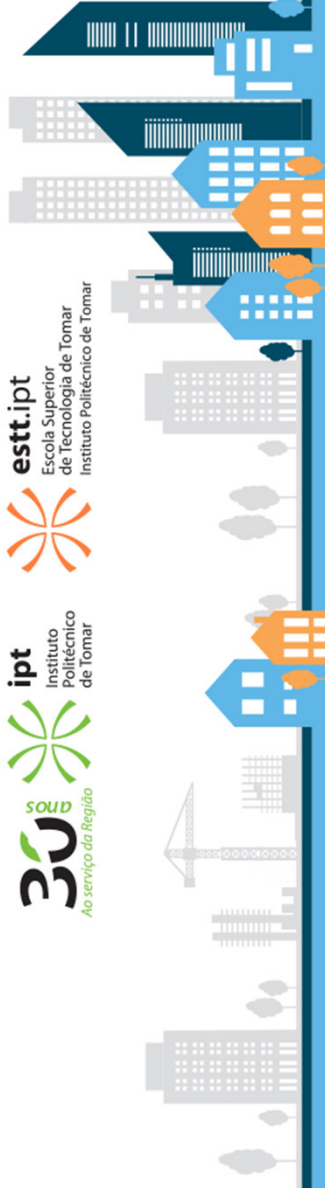 30 anos
Ao serviço da Região
ipt
Instituto
Politécnico
de Tomar
estt.ipt
Escola Superior
de Tecnologia de Tomar
Instituto Politécnico de Tomar